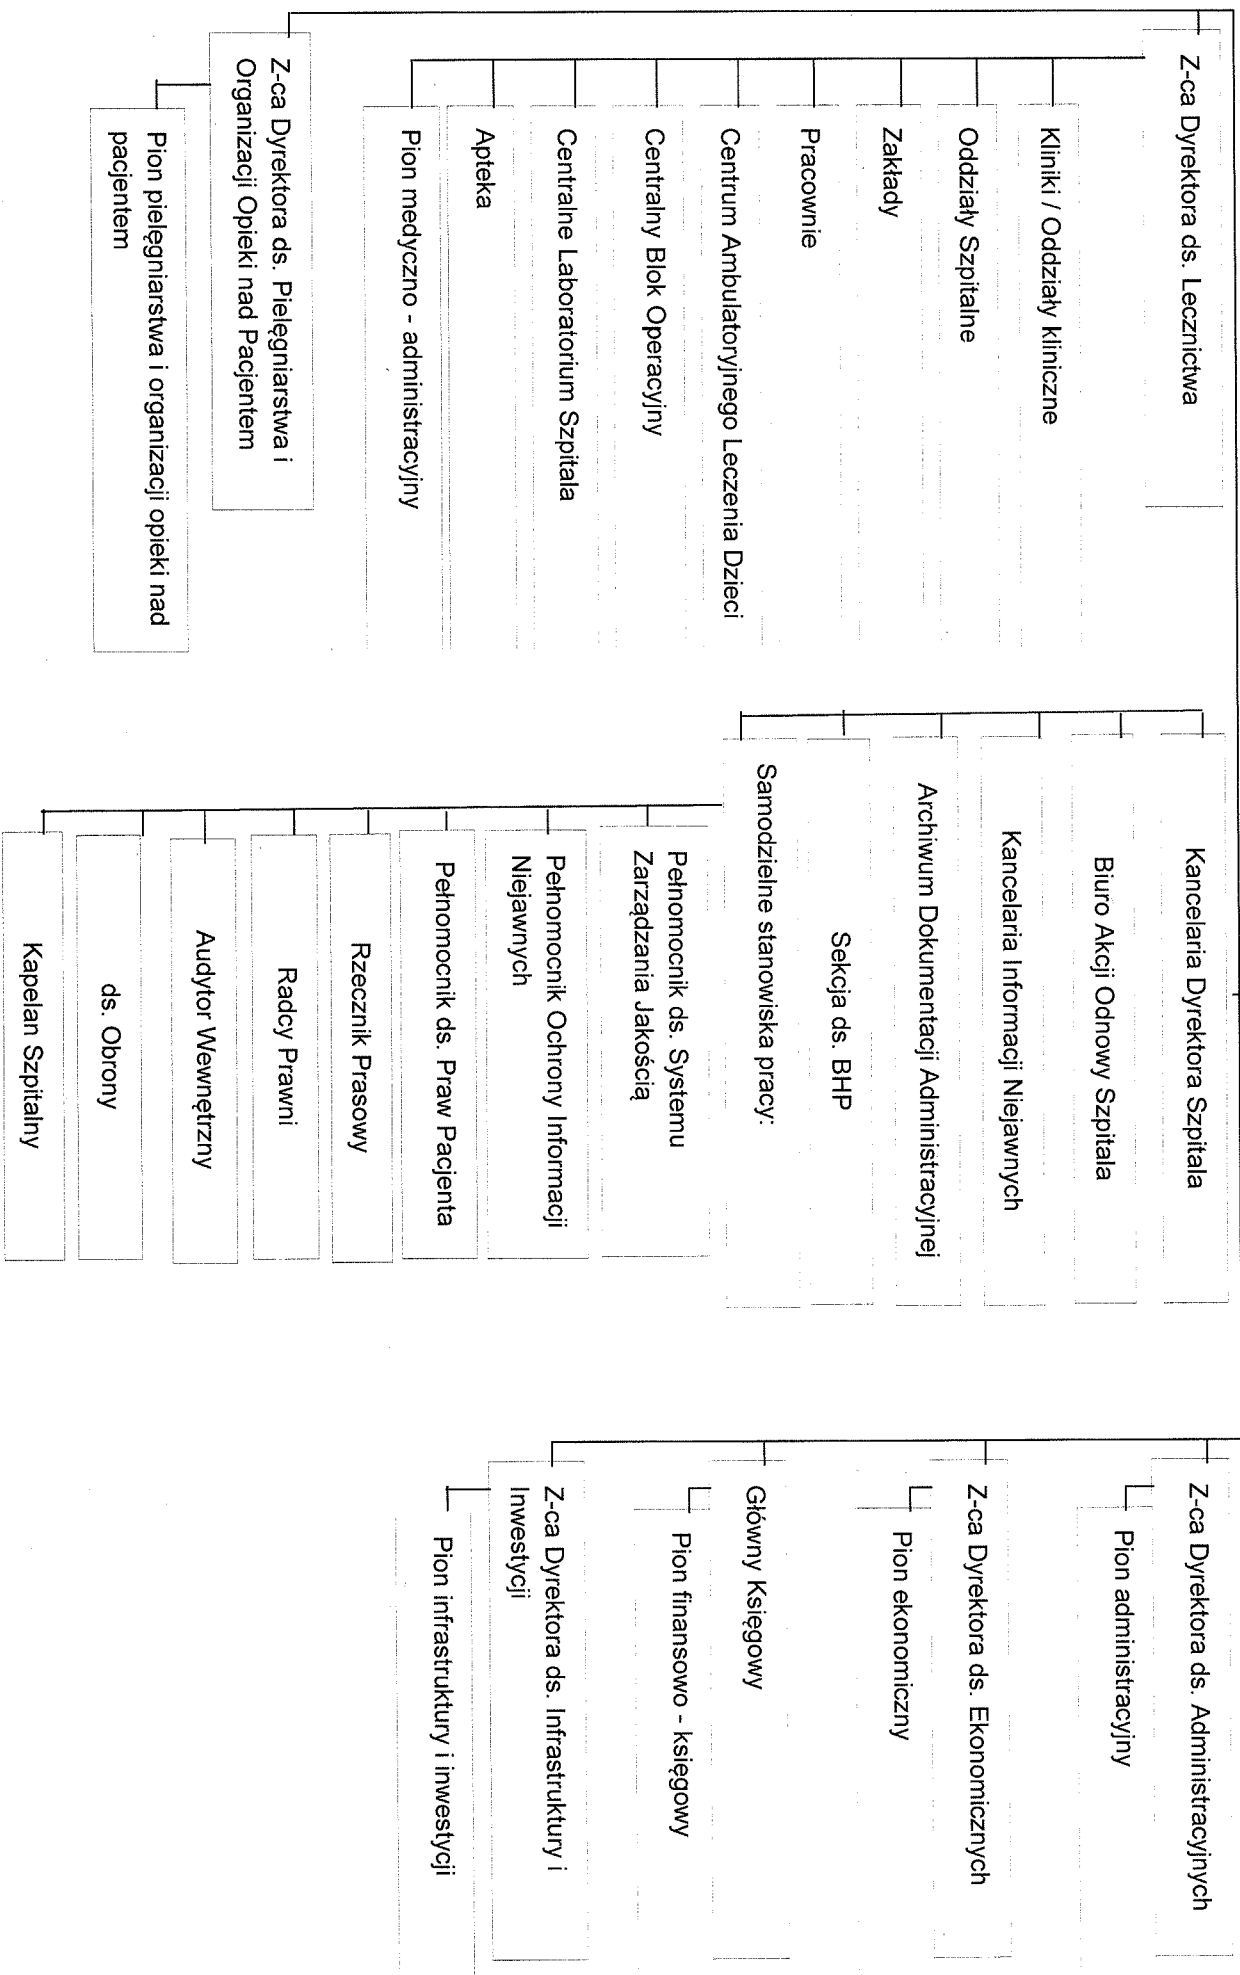 Z-ca Dyrektora ds. Lecznictwa
Kliniki / Oddziały kliniczne
Oddziały Szpitalne
Zakłady
Pracownie
Centrum Ambulatoryjnego Leczenia Dzieci
Centralny Blok Operacyjny
Centralne Laboratorium Szpitala
Apteka
Pion medyczno - administracyjny
Z-ca Dyrektora ds. Pielęgniarstwa i
Organizacji Opieki nad Pacjentem
Pion pielęgniarstwa i organizacji opieki nad
pacjentem
Kancelaria Dyrektora Szpitala
Biuro Akcji Odnowy Szpitala
Kancelaria Informacji Niejawnych
Archiwum Dokumentacji Administracyjnej
Sekcja ds. BHP
Samodzielne stanowiska pracy:
Pełnomocnik ds. Systemu
Zarządzania Jakością
Pełnomocnik Ochrony Informacji
Niejawnych
Pełnomocnik ds. Praw Pacjenta
Rzecznik Prasowy
Radcy Prawni
Audytor Wewnętrzny
ds. Obrony
Kapelan Szpitalny
Z-ca Dyrektora ds. Administracyjnych
Pion administracyjny
Z-ca Dyrektora ds. Ekonomicznych
Pion ekonomiczny
Główny Księgowy
Pion finansowo - księgowy
Z-ca Dyrektora ds. Infrastruktury i
Inwestycji
Pion infrastruktury i inwestycji